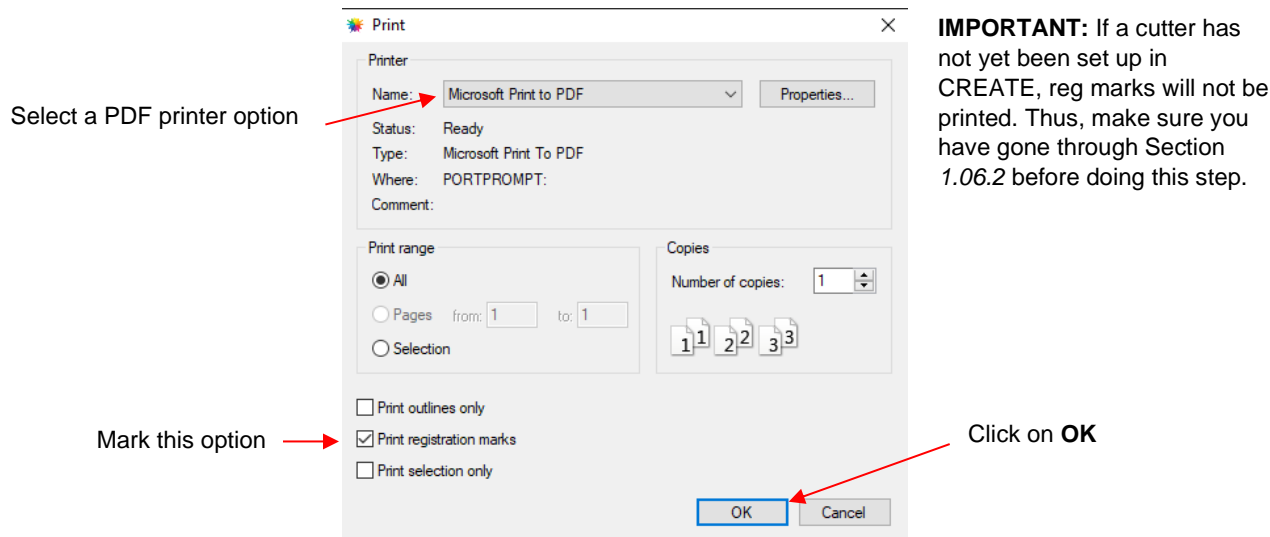 Print
Printer
Name: Microsoft Print to PDF Properties...
Status: Ready
Type: Microsoft Print To PDF
Where: PORTPROMPT:
Comment:
Select a PDF printer option
IMPORTANT: If a cutter has
not yet been set up in
CREATE, reg marks will not be
printed. Thus, make sure you
have gone through Section
1.06.2 before doing this step.
Print range
All
Pages from: 1 to: 1
Selection
Copies
Number of copies: 1
1 1 2 2 3 3
Print outlines only
Mark this option
Print registration marks
Print selection only
Click on OK
OK Cancel